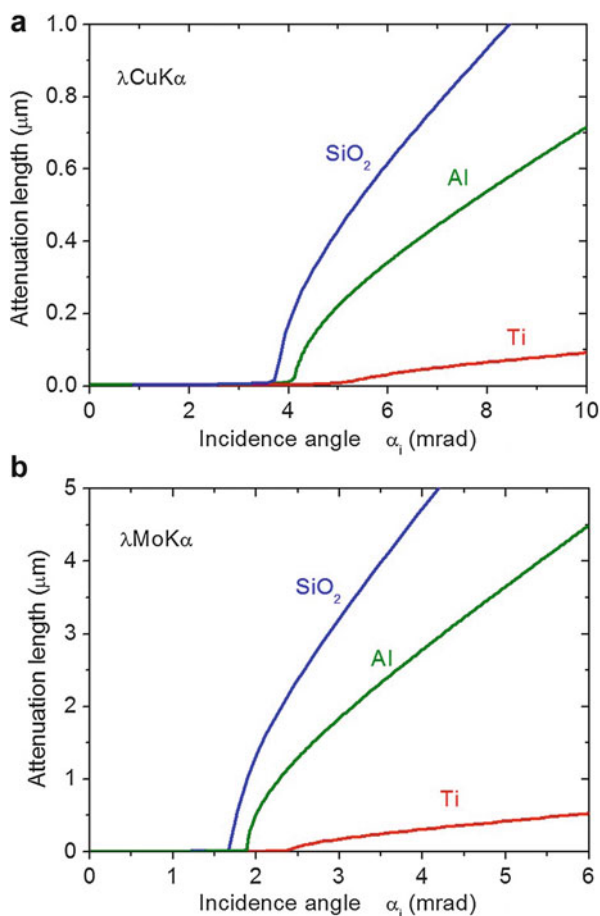 a
1.0
0.8
0.6
0.4
0.2
0.0
Attenuation length (μm)
λCuKα
SiO₂
Al
Ti
0 2 4 6 8 10
Incidence angle αᵢ (mrad)
b
5
4
3
2
1
0
Attenuation length (μm)
λMoKα
SiO₂
Al
Ti
0 1 2 3 4 5 6
Incidence angle αᵢ (mrad)